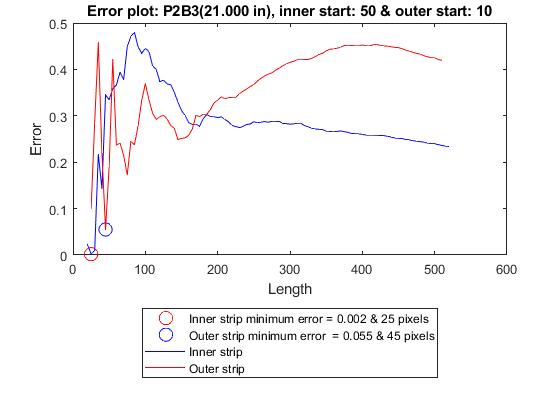 Error plot: P2B3(21.000 in), inner start: 50 & outer start: 10
0.5
0.4
0.3
0.2
0.1
0
Error
0
100
200
300
400
500
600
Length
Inner strip minimum error = 0.002 & 25 pixels
Outer strip minimum error = 0.055 & 45 pixels
Inner strip
Outer strip